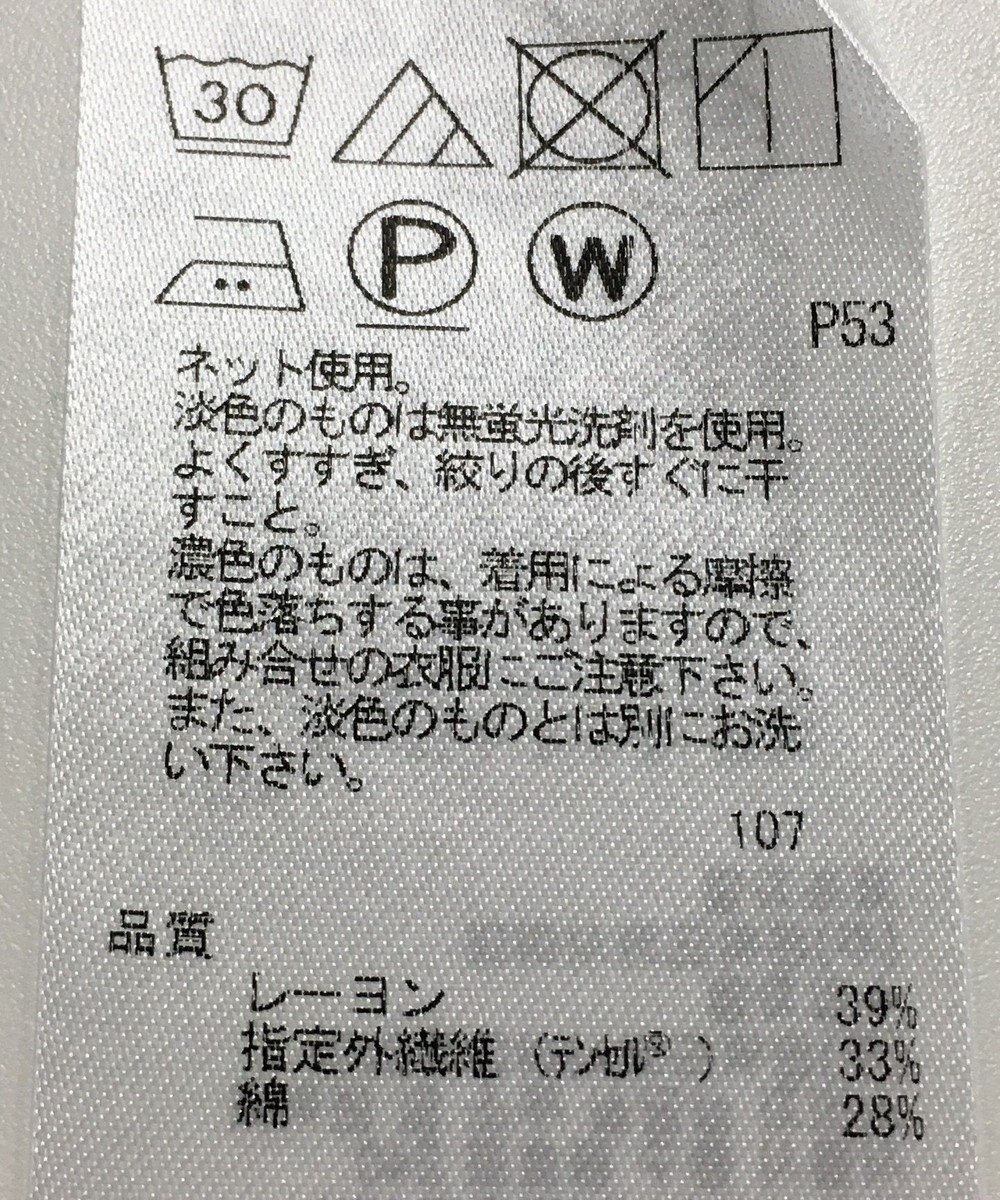 30
P
W
P53
ネット使用。
淡色のものは無蛍光洗剤を使用。
よくすすぎ、絞りの後すぐに干
すこと。
濃色のものは、着用による摩擦
で色落ちする事がありますので、
組み合せの衣服にご注意下さい。
また、淡色のものとは別にお洗
い下さい。
107
品質
レーヨン 39%
指定外繊維（テンセル®） 33%
綿 28%